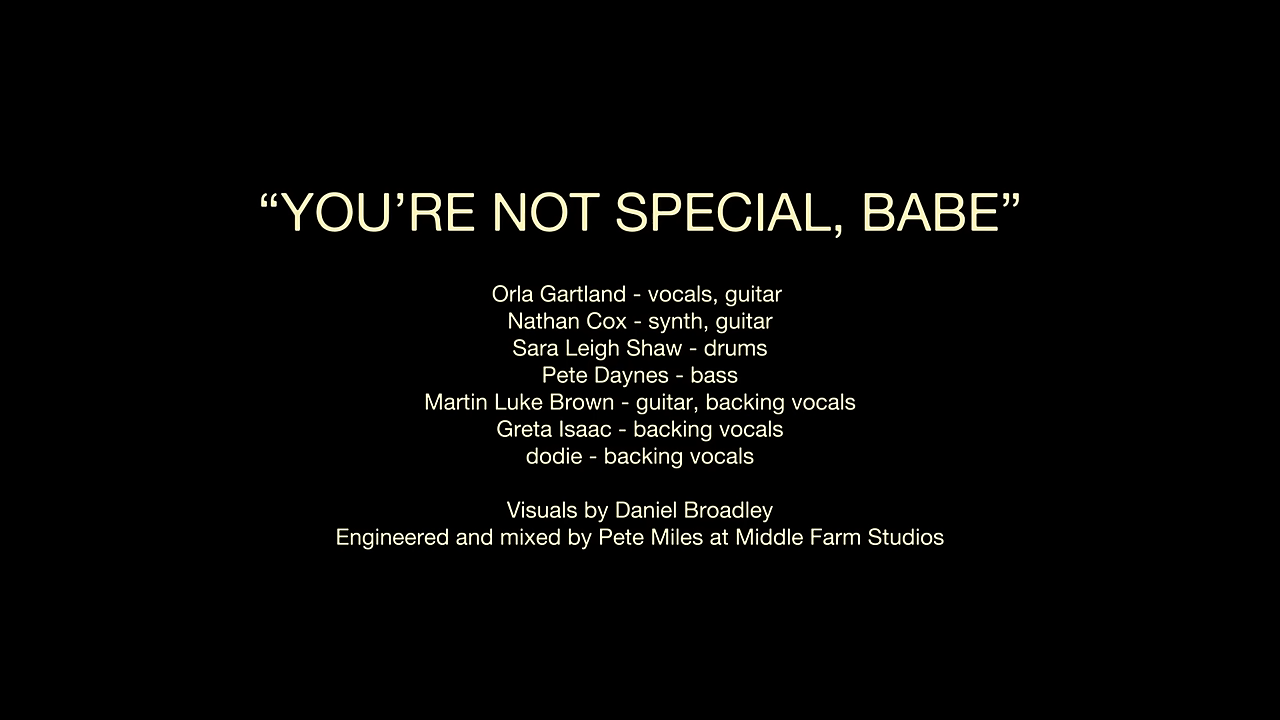 “YOU’RE NOT SPECIAL, BABE”
Orla Gartland - vocals, guitar
Nathan Cox - synth, guitar
Sara Leigh Shaw - drums
Pete Daynes - bass
Martin Luke Brown - guitar, backing vocals
Greta Isaac - backing vocals
dodie - backing vocals
Visuals by Daniel Broadley
Engineered and mixed by Pete Miles at Middle Farm Studios